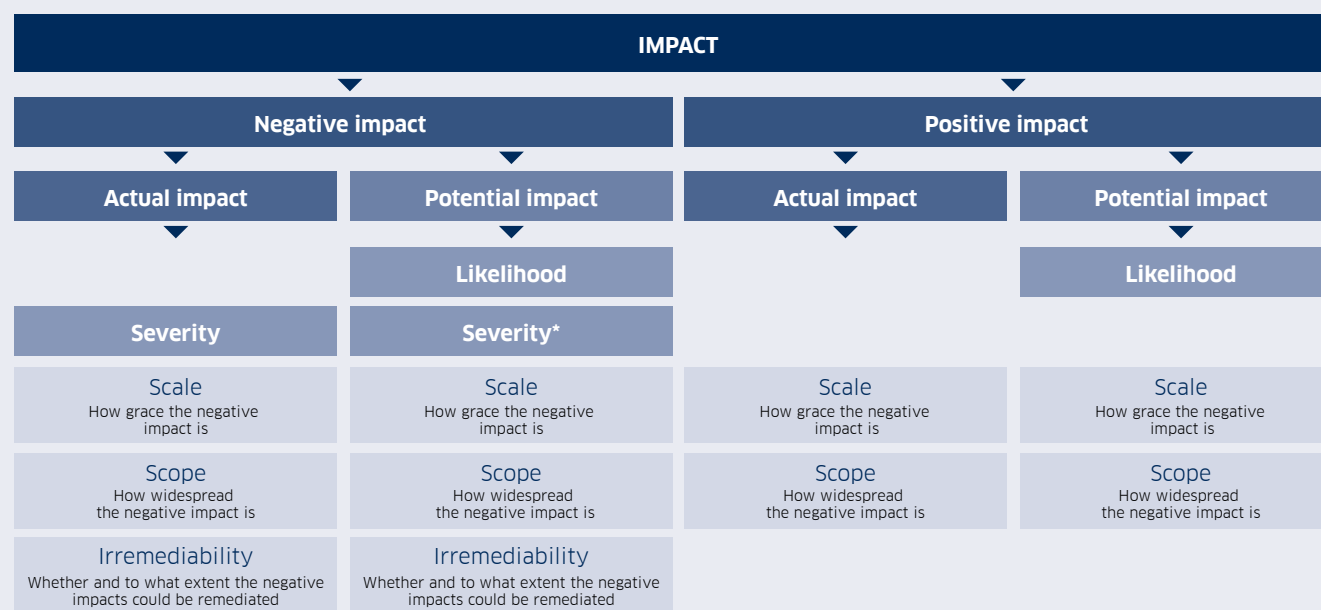 IMPACT
Negative impact
Positive impact
Actual impact
Potential impact
Actual impact
Potential impact
Likelihood
Likelihood
Severity
Severity*
Scale
How grace the negative
impact is
Scale
How grace the negative
impact is
Scale
How grace the negative
impact is
Scale
How grace the negative
impact is
Scope
How widespread
the negative impact is
Scope
How widespread
the negative impact is
Scope
How widespread
the negative impact is
Scope
How widespread
the negative impact is
Irremediability
Whether and to what extent the negative
impacts could be remediated
Irremediability
Whether and to what extent the negative
impacts could be remediated